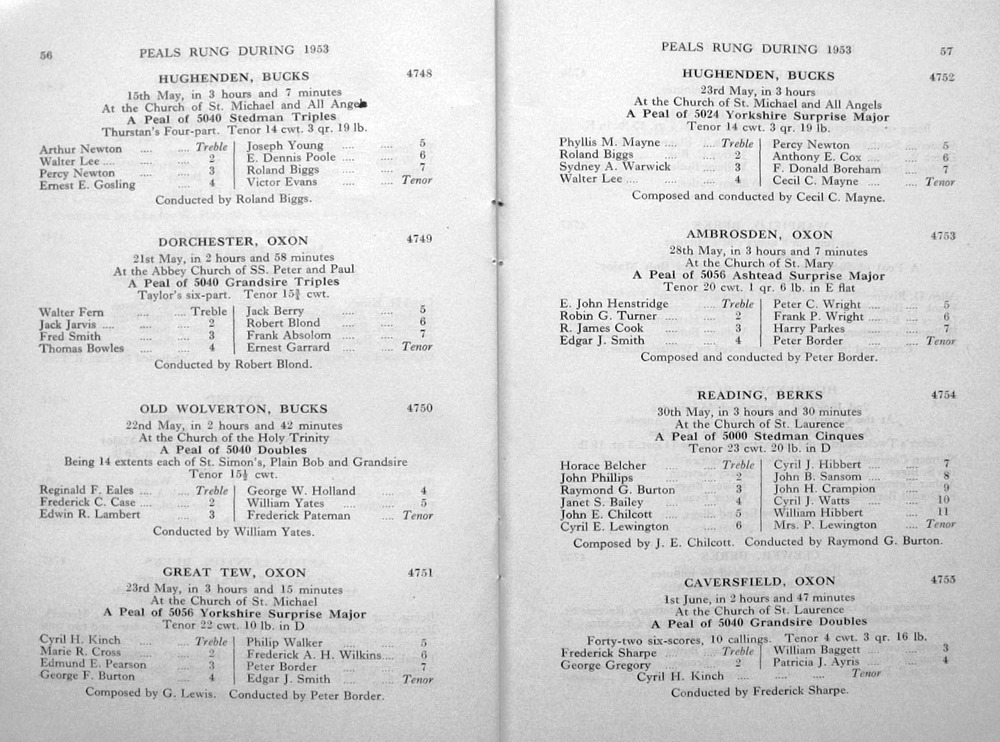 56
PEALS RUNG DURING 1953
HUGHENDEN, BUCKS 4748
15th May, in 3 hours and 7 minutes
At the Church of St. Michael and All Angels
A Peal of 5040 Stedman Triples
Thurstan's Four-part. Tenor 14 cwt. 3 qr. 19 lb.
Arthur Newton .... .... Treble Joseph Young .... .... 5
Walter Lee .... .... 2 E. Dennis Poole .... .... 6
Percy Newton .... .... 3 Roland Biggs .... .... 7
Ernest E. Gosling .... 4 Victor Evans .... .... Tenor
Conducted by Roland Biggs.
DORCHESTER, OXON 4749
21st May, in 2 hours and 58 minutes
At the Abbey Church of SS. Peter and Paul
A Peal of 5040 Grandsire Triples
Taylor's six-part. Tenor 15¾ cwt.
Walter Fern .... .... Treble Jack Berry .... .... 5
Jack Jarvis .... .... 2 Robert Blond .... .... 6
Fred Smith .... .... 3 Frank Absolom .... .... 7
Thomas Bowles .... 4 Ernest Garrard .... .... Tenor
Conducted by Robert Blond.
OLD WOLVERTON, BUCKS 4750
22nd May, in 2 hours and 42 minutes
At the Church of the Holy Trinity
A Peal of 5040 Doubles
Being 14 extents each of St. Simon's, Plain Bob and Grandsire
Tenor 15½ cwt.
Reginald F. Eales .... .... Treble George W. Holland .... 4
Frederick C. Case .... .... 2 William Yates .... .... 5
Edwin R. Lambert .... 3 Frederick Pateman .... Tenor
Conducted by William Yates.
GREAT TEW, OXON 4751
23rd May, in 3 hours and 15 minutes
At the Church of St. Michael
A Peal of 5056 Yorkshire Surprise Major
Tenor 22 cwt. 10 lb. in D
Cyril H. Kinch .... .... Treble Philip Walker .... .... 5
Marie R. Cross .... .... 2 Frederick A. H. Wilkins.... 6
Edmund E. Pearson .... 3 Peter Border .... .... 7
George F. Burton .... 4 Edgar J. Smith .... .... Tenor
Composed by G. Lewis. Conducted by Peter Border.
PEALS RUNG DURING 1953
57
HUGHENDEN, BUCKS 4752
23rd May, in 3 hours
At the Church of St. Michael and All Angels
A Peal of 5024 Yorkshire Surprise Major
Tenor 14 cwt. 3 qr. 19 lb.
Phyllis M. Mayne .... .... Treble Percy Newton .... .... 5
Roland Biggs .... .... 2 Anthony E. Cox .... .... 6
Sydney A. Warwick .... 3 F. Donald Boreham .... 7
Walter Lee .... .... 4 Cecil C. Mayne .... .... Tenor
Composed and conducted by Cecil C. Mayne.
AMBROSDEN, OXON 4753
28th May, in 3 hours and 7 minutes
At the Church of St. Mary
A Peal of 5056 Ashtead Surprise Major
Tenor 20 cwt. 1 qr. 6 lb. in E flat
E. John Henstridge .... Treble Peter C. Wright .... .... 5
Robin G. Turner .... .... 2 Frank P. Wright .... .... 6
R. James Cook .... .... 3 Harry Parkes .... .... 7
Edgar J. Smith .... .... 4 Peter Border .... .... Tenor
Composed and conducted by Peter Border.
READING, BERKS 4754
30th May, in 3 hours and 30 minutes
At the Church of St. Laurence
A Peal of 5000 Stedman Cinques
Tenor 23 cwt. 20 lb. in D
Horace Belcher .... .... Treble Cyril J. Hibbert .... .... 7
John Phillips .... .... 2 John B. Sansom .... .... 8
Raymond G. Burton .... 3 John H. Crampion .... 9
Janet S. Bailey .... .... 4 Cyril J. Watts .... .... 10
John E. Chilcott .... .... 5 William Hibbert .... .... 11
Cyril E. Lewington .... 6 Mrs. P. Lewington .... Tenor
Composed by J. E. Chilcott. Conducted by Raymond G. Burton.
CAVERSFIELD, OXON 4755
1st June, in 2 hours and 47 minutes
At the Church of St. Laurence
A Peal of 5040 Grandsire Doubles
Forty-two six-scores, 10 callings. Tenor 4 cwt. 3 qr. 16 lb.
Frederick Sharpe .... .... Treble William Baggett .... .... 3
George Gregory .... .... 2 Patricia J. Ayris .... .... 4
Cyril H. Kinch .... .... .... Tenor
Conducted by Frederick Sharpe.